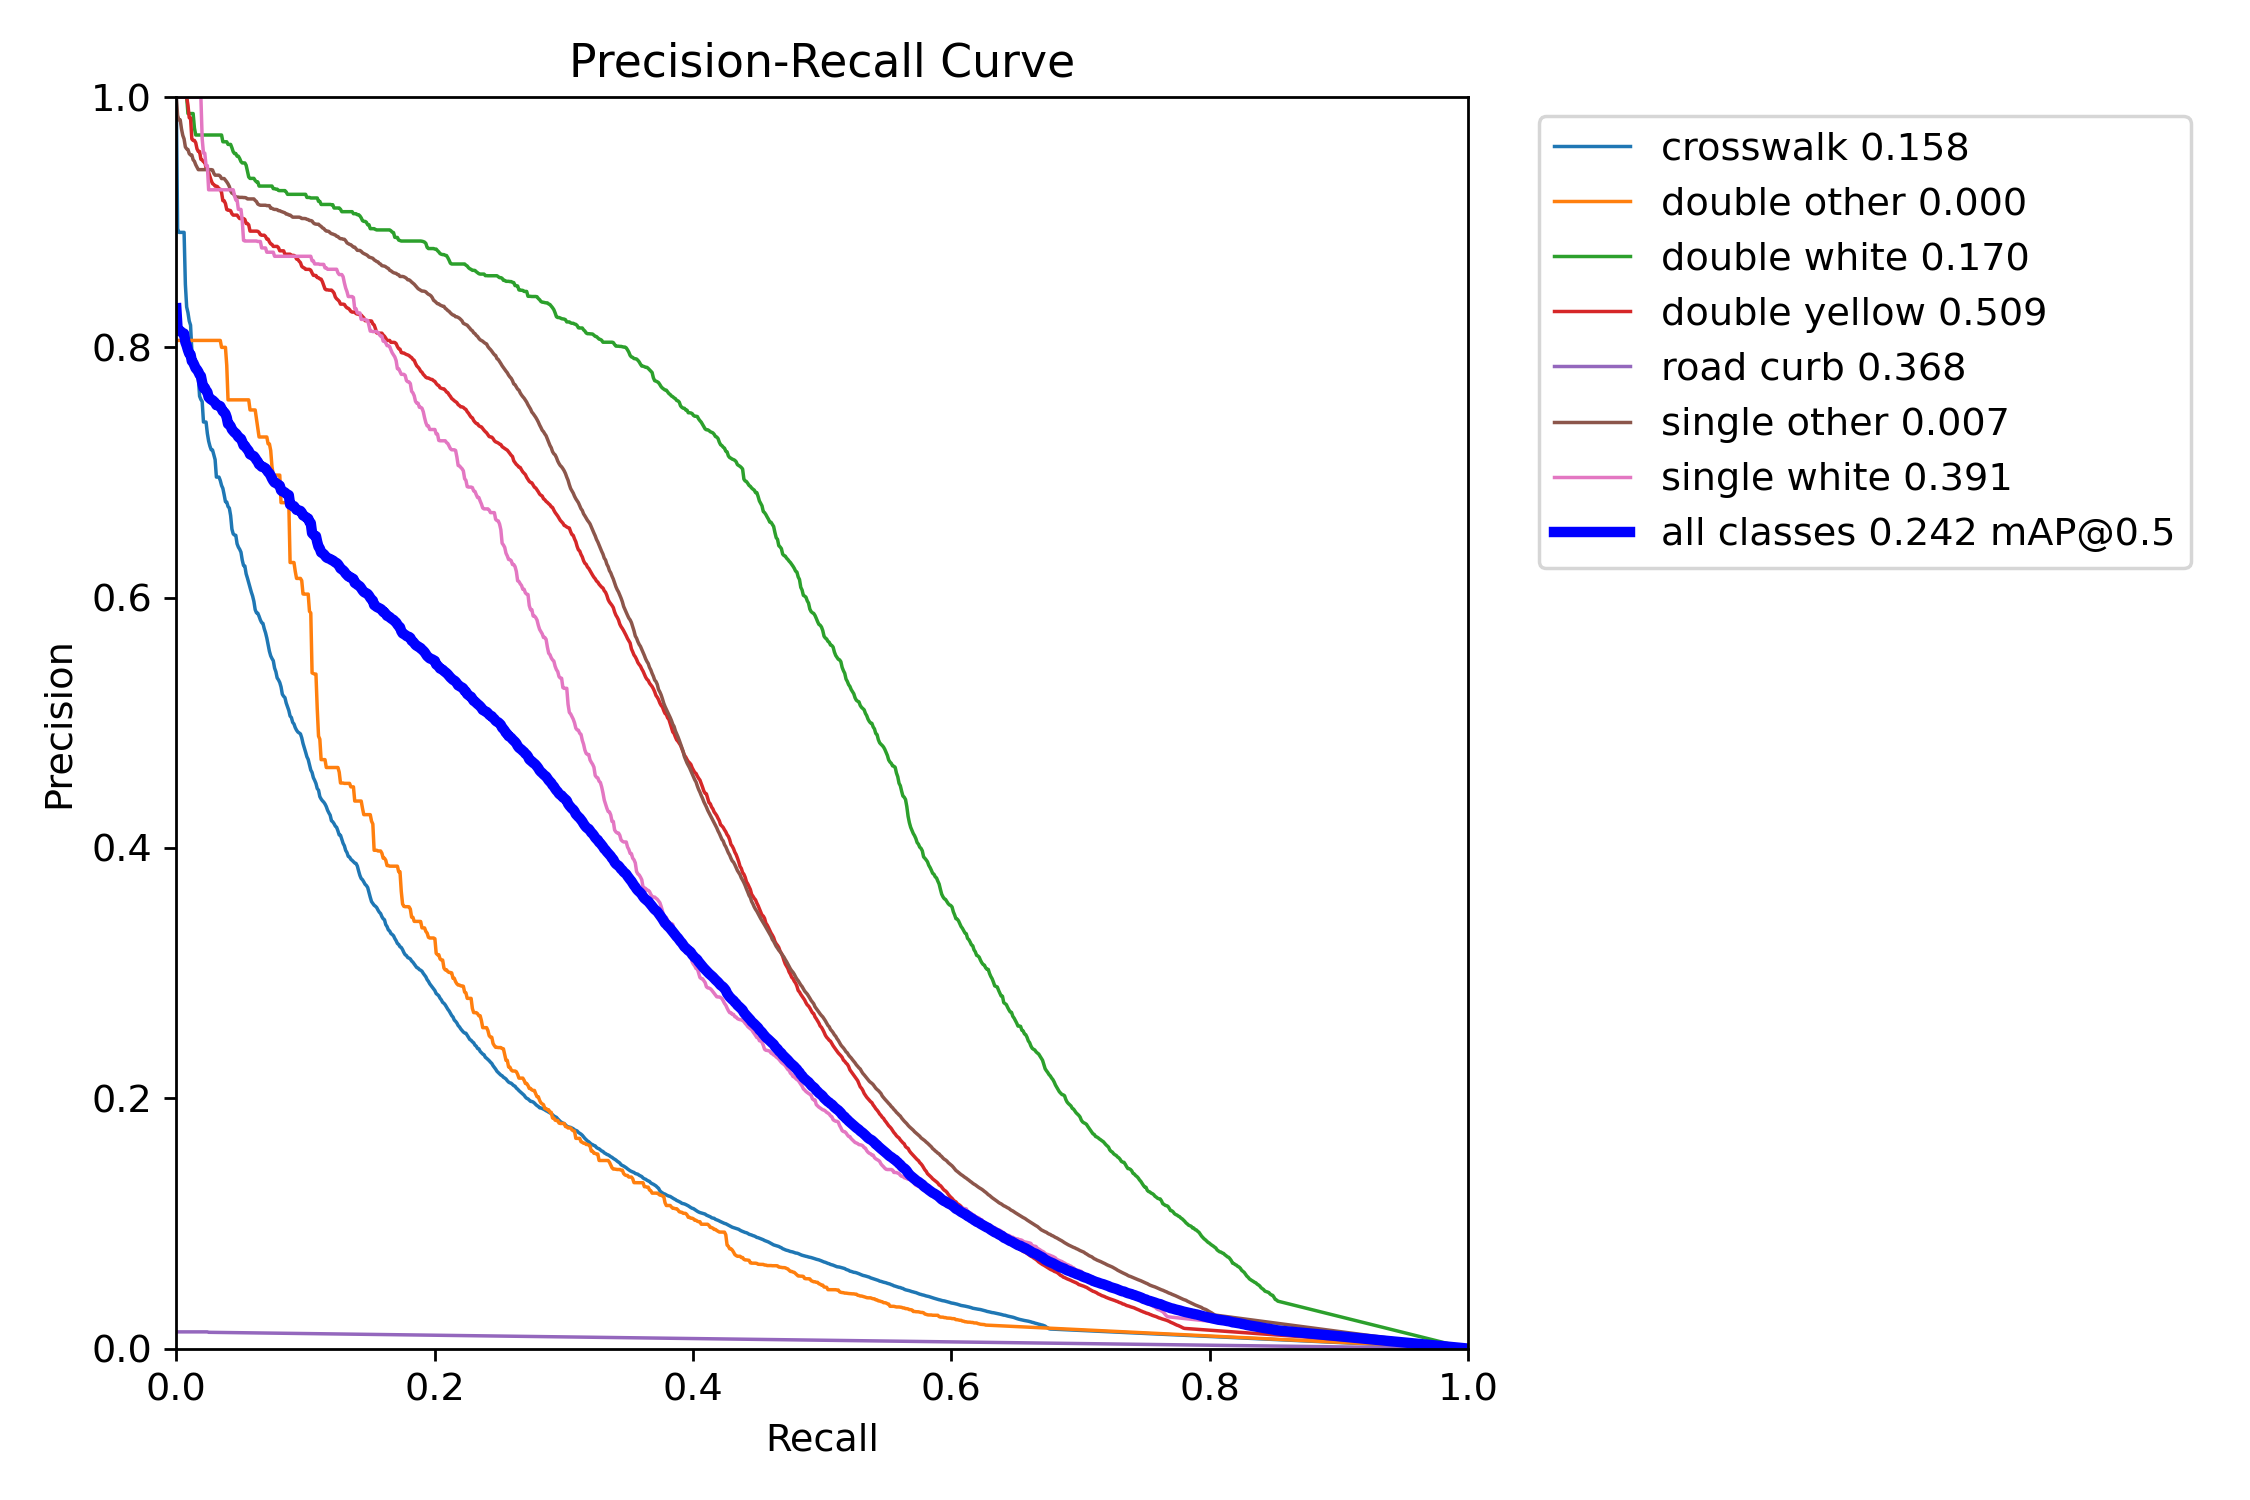 Precision-Recall Curve
1.0
0.8
0.6
0.4
0.2
0.0
Precision
0.0 0.2 0.4 0.6 0.8 1.0
Recall
crosswalk 0.158
double other 0.000
double white 0.170
double yellow 0.509
road curb 0.368
single other 0.007
single white 0.391
all classes 0.242 mAP@0.5